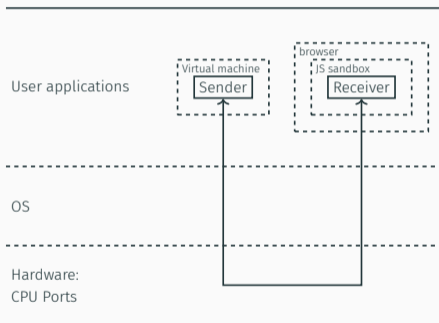 browser
Virtual machine
JS sandbox
User applications
Sender
Receiver
OS
Hardware:
CPU Ports